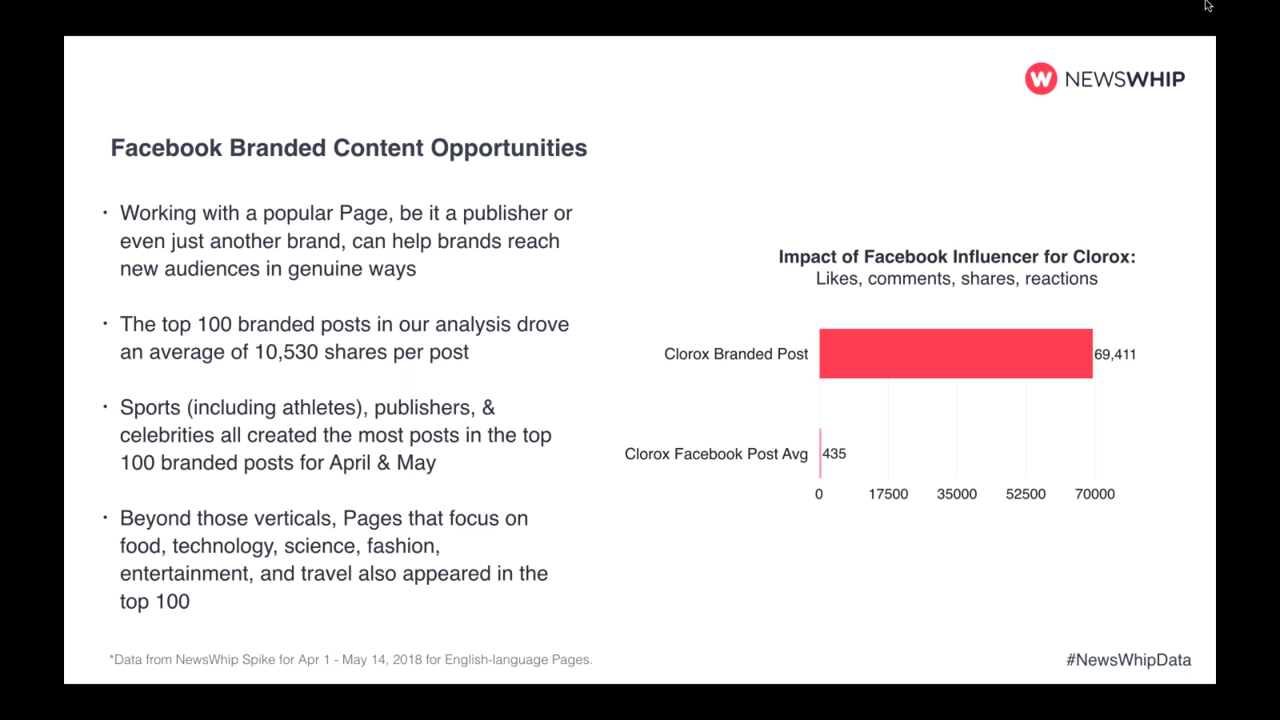 NEWSWHIP
Facebook Branded Content Opportunities
· Working with a popular Page, be it a publisher or
even just another brand, can help brands reach
new audiences in genuine ways
· The top 100 branded posts in our analysis drove
an average of 10,530 shares per post
· Sports (including athletes), publishers, &
celebrities all created the most posts in the top
100 branded posts for April & May
· Beyond those verticals, Pages that focus on
food, technology, science, fashion,
entertainment, and travel also appeared in the
top 100
Impact of Facebook Influencer for Clorox:
Likes, comments, shares, reactions
Clorox Branded Post 69,411
Clorox Facebook Post Avg 435
0 17500 35000 52500 70000
*Data from NewsWhip Spike for Apr 1 - May 14, 2018 for English-language Pages.
#NewsWhipData